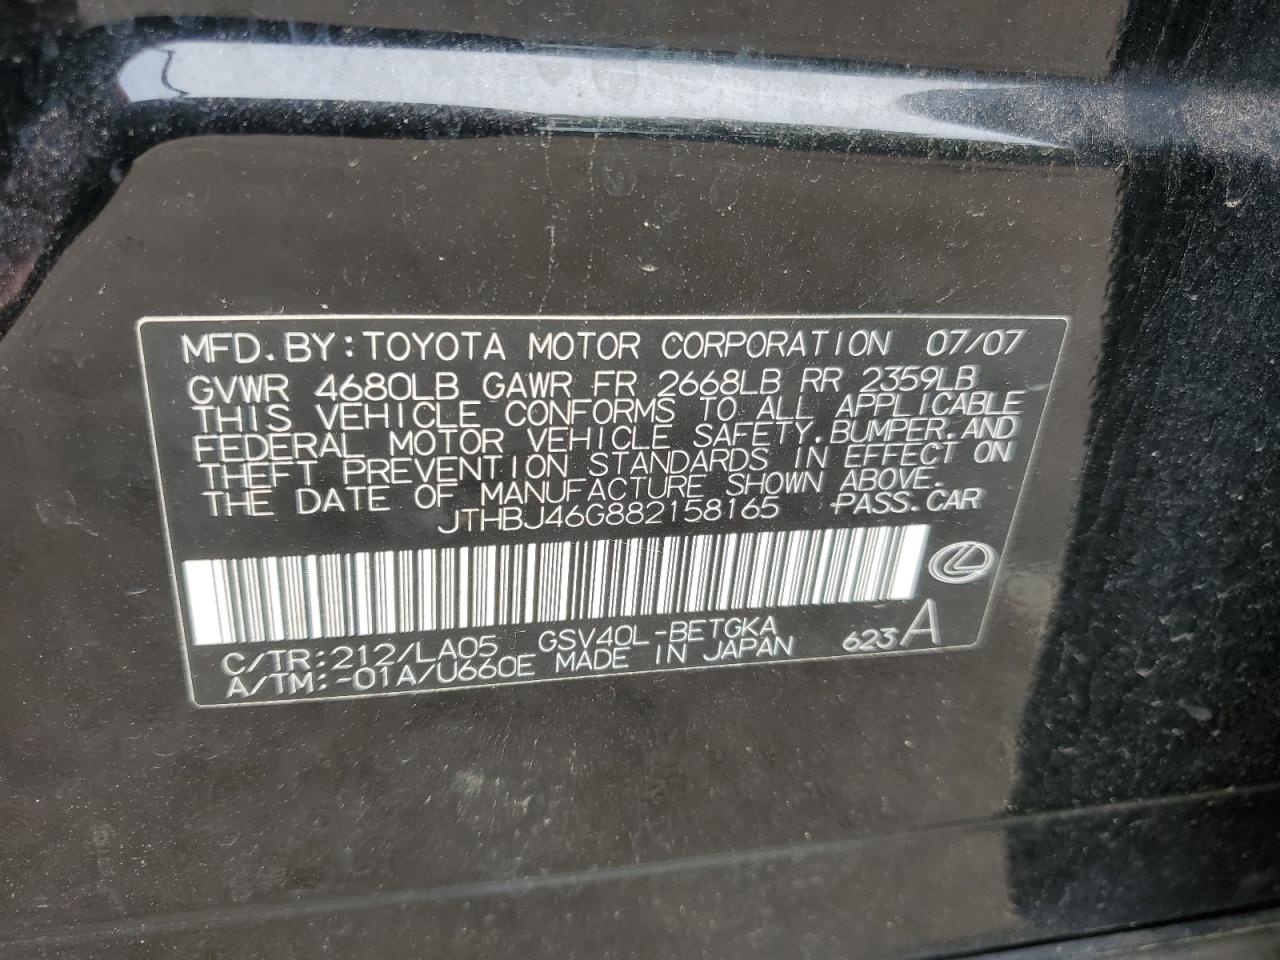 MFD.BY:TOYOTA MOTOR CORPORATION 07/07
GVWR 4680LB GAWR FR 2668LB RR 2359LB
THIS VEHICLE CONFORMS TO ALL APPLICABLE
FEDERAL MOTOR VEHICLE SAFETY,BUMPER,AND
THEFT PREVENTION STANDARDS IN EFFECT ON
THE DATE OF MANUFACTURE SHOWN ABOVE.
JTHBJ46G882158165 PASS.CAR
C/TR:212/LA05 GSV40L-BETGKA 623A
A/TM:-01A/U660E MADE IN JAPAN